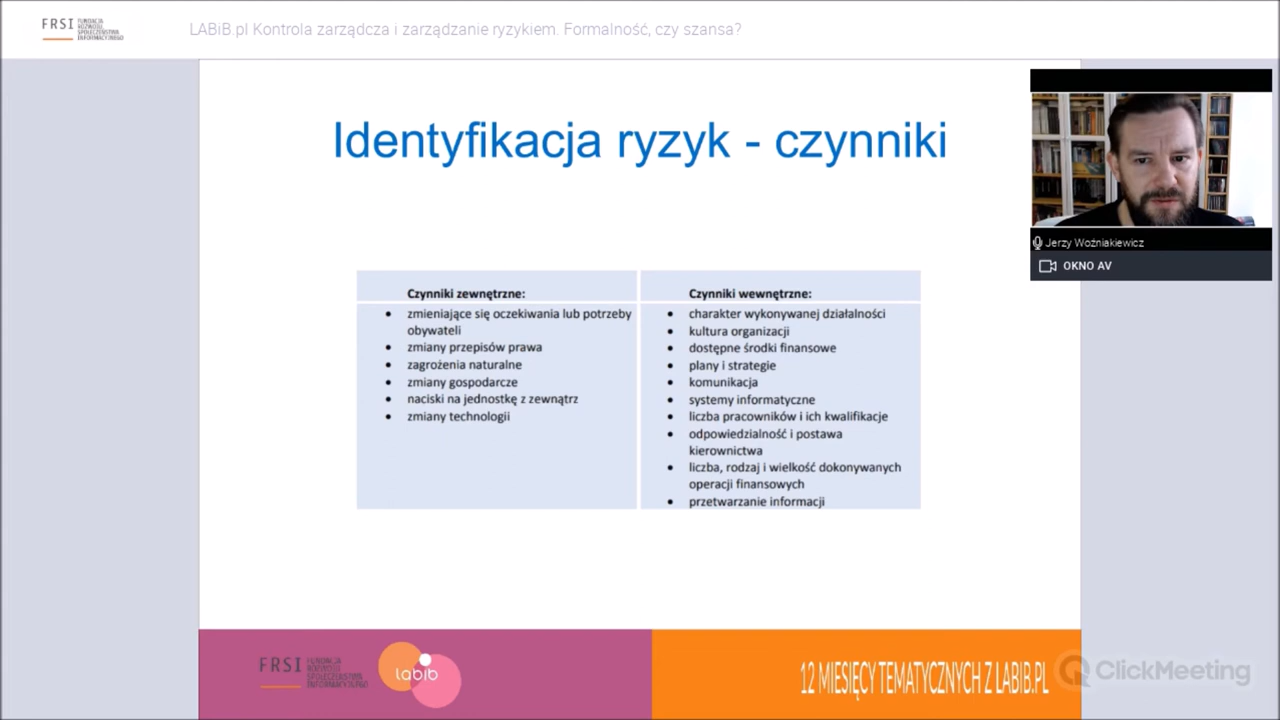 FRSI FUNDACJA
ROZWOJU
SPOŁECZEŃSTWA
INFORMACYJNEGO
LABiB.pl Kontrola zarządcza i zarządzanie ryzykiem. Formalność, czy szansa?
Identyfikacja ryzyk - czynniki
Jerzy Woźniakiewicz
OKNO AV
Czynniki zewnętrzne:
• zmieniające się oczekiwania lub potrzeby
obywateli
• zmiany przepisów prawa
• zagrożenia naturalne
• zmiany gospodarcze
• naciski na jednostkę z zewnątrz
• zmiany technologii
Czynniki wewnętrzne:
• charakter wykonywanej działalności
• kultura organizacji
• dostępne środki finansowe
• plany i strategie
• komunikacja
• systemy informatyczne
• liczba pracowników i ich kwalifikacje
• odpowiedzialność i postawa
kierownictwa
• liczba, rodzaj i wielkość dokonywanych
operacji finansowych
• przetwarzanie informacji
FRSI FUNDACJA
ROZWOJU
SPOŁECZEŃSTWA
INFORMACYJNEGO
labib
12 MIESIĘCY TEMATYCZNYCH Z LABIB.PL
ClickMeeting